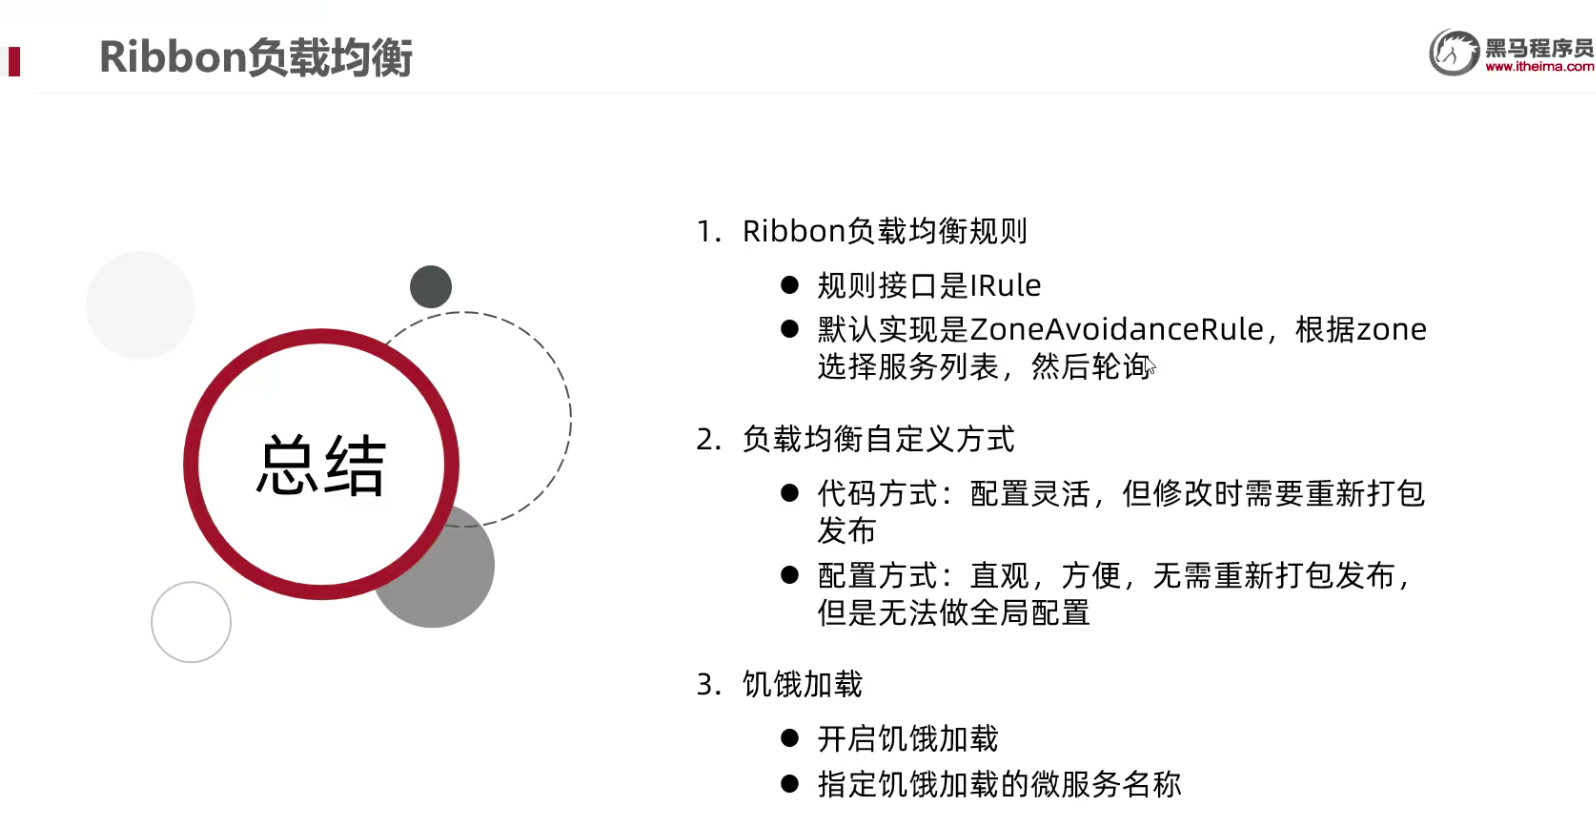 Ribbon负载均衡
黑马程序员
www.itheima.com
总结
1. Ribbon负载均衡规则
● 规则接口是IRule
● 默认实现是ZoneAvoidanceRule，根据zone
选择服务列表，然后轮询
2. 负载均衡自定义方式
● 代码方式：配置灵活，但修改时需要重新打包
发布
● 配置方式：直观，方便，无需重新打包发布，
但是无法做全局配置
3. 饥饿加载
● 开启饥饿加载
● 指定饥饿加载的微服务名称